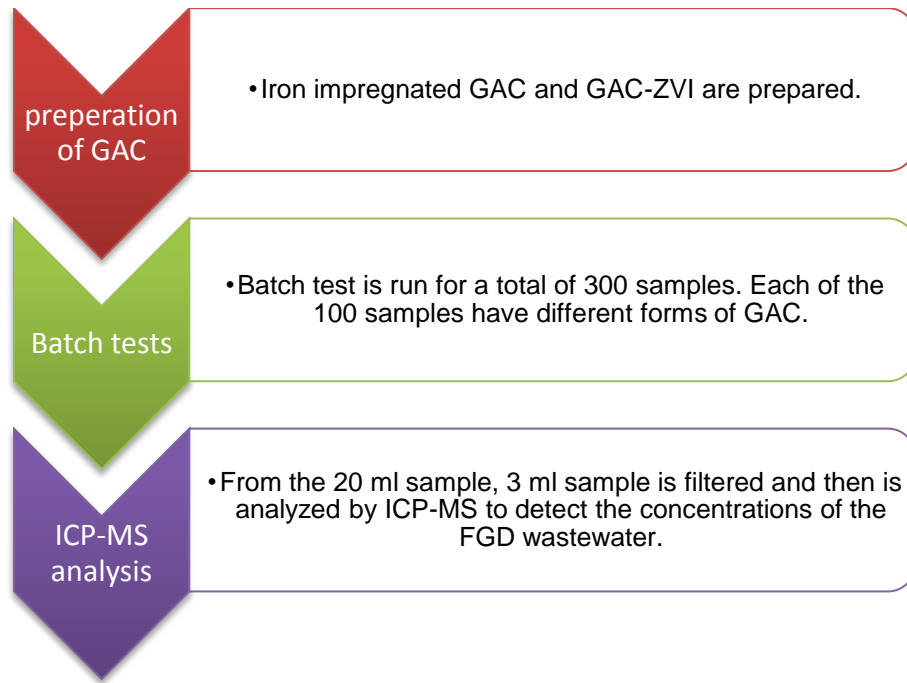 preperation
of GAC
•Iron impregnated GAC and GAC-ZVI are prepared.
Batch tests
•Batch test is run for a total of 300 samples. Each of the
100 samples have different forms of GAC.
ICP-MS
analysis
•From the 20 ml sample, 3 ml sample is filtered and then is
analyzed by ICP-MS to detect the concentrations of the
FGD wastewater.